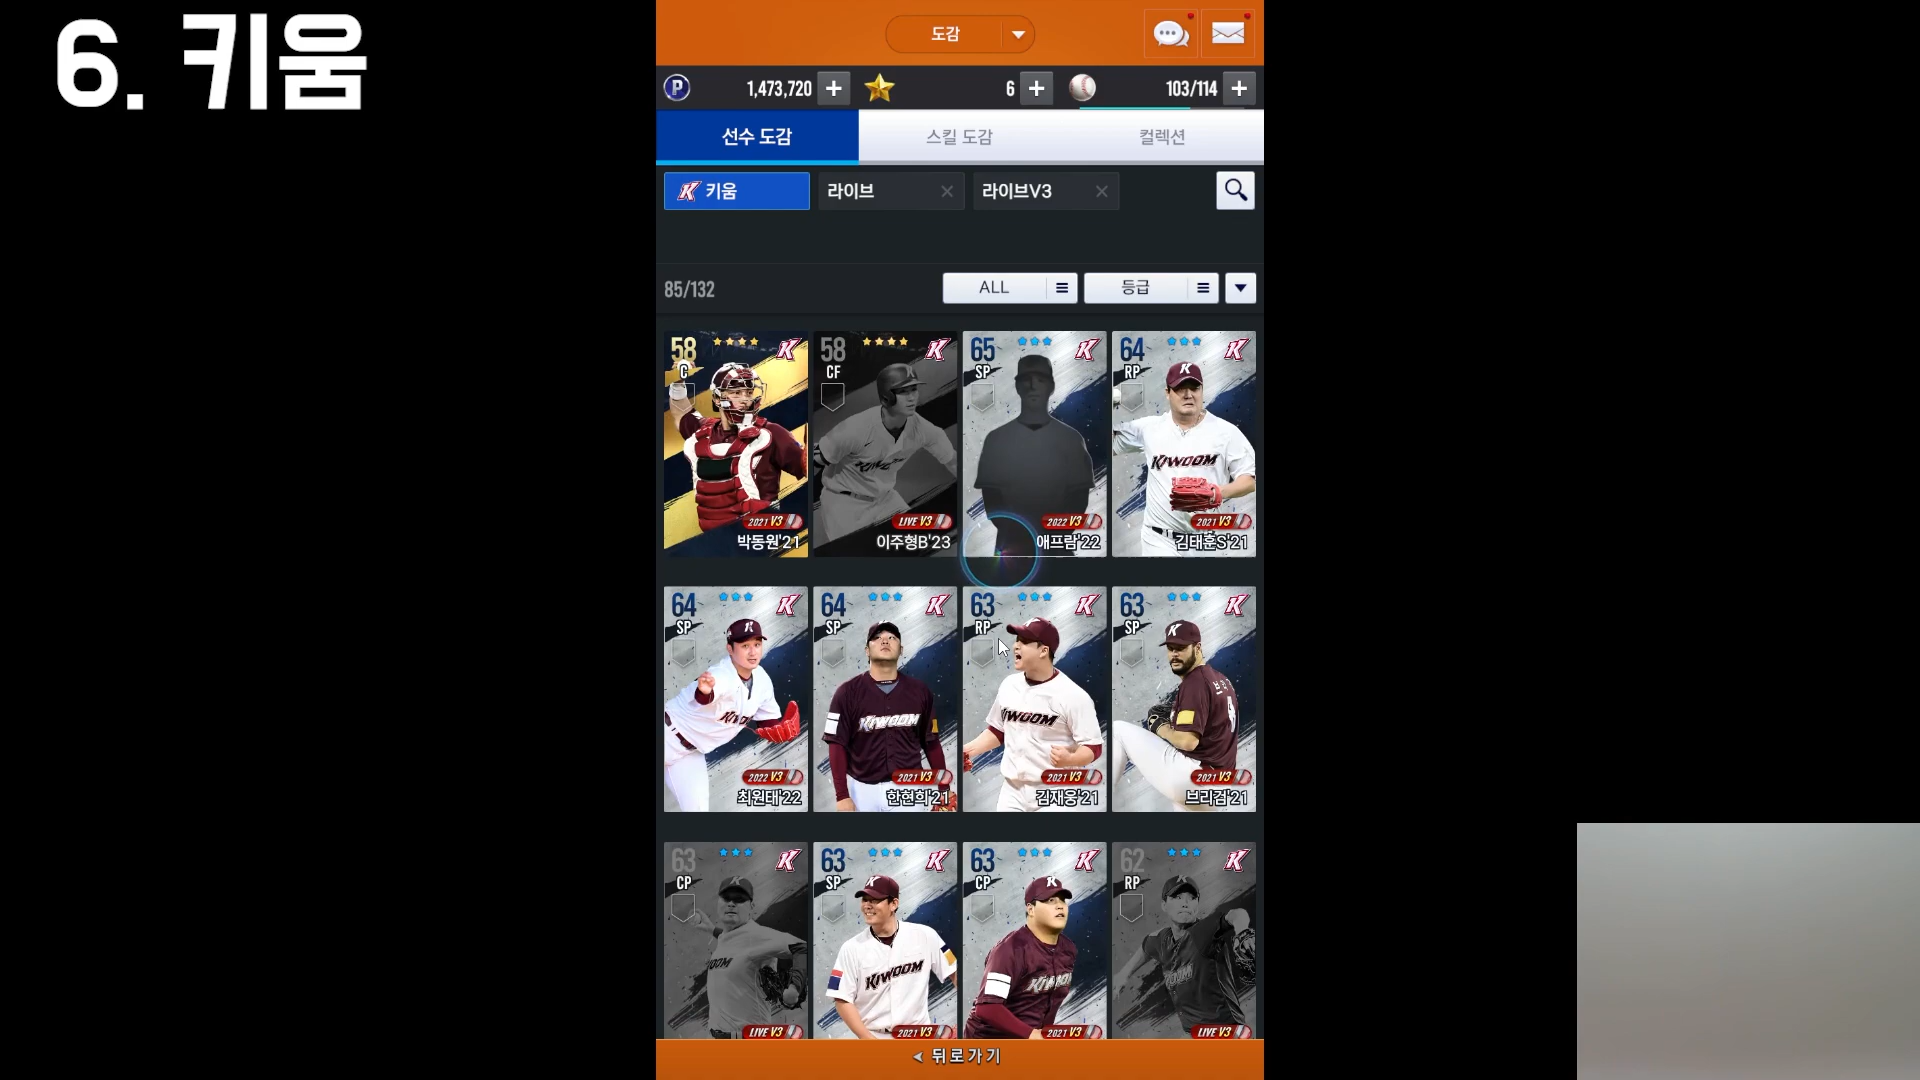 6. 키움
도감
1,473,720
6
103/114
선수 도감
스킬 도감
컬렉션
키움
라이브
라이브V3
85/132
ALL
등급
58
C
2021 V3
박동원'21
58
CF
LIVE V3
이주형B'23
65
SP
2022 V3
애프람'22
64
RP
KIWOOM
2021 V3
김태훈S'21
64
SP
2022 V3
최원태'22
64
SP
KIWOOM
2021 V3
한현희'21
63
RP
2021 V3
김재웅'21
63
SP
2021 V3
브리검'21
63
CP
LIVE V3
63
SP
KIWOOM
2021 V3
63
CP
KIWOOM
2021 V3
62
RP
LIVE V3
뒤로가기